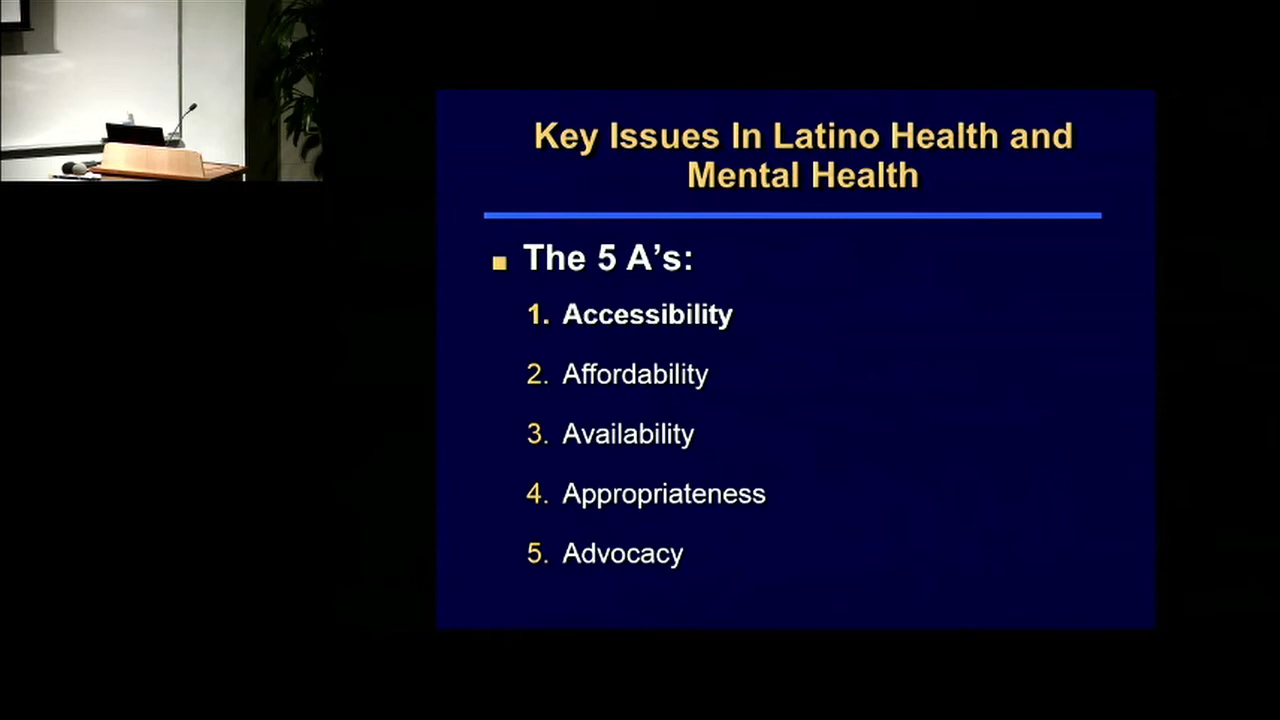 Key Issues In Latino Health and
Mental Health
The 5 A’s:
1. Accessibility
2. Affordability
3. Availability
4. Appropriateness
5. Advocacy